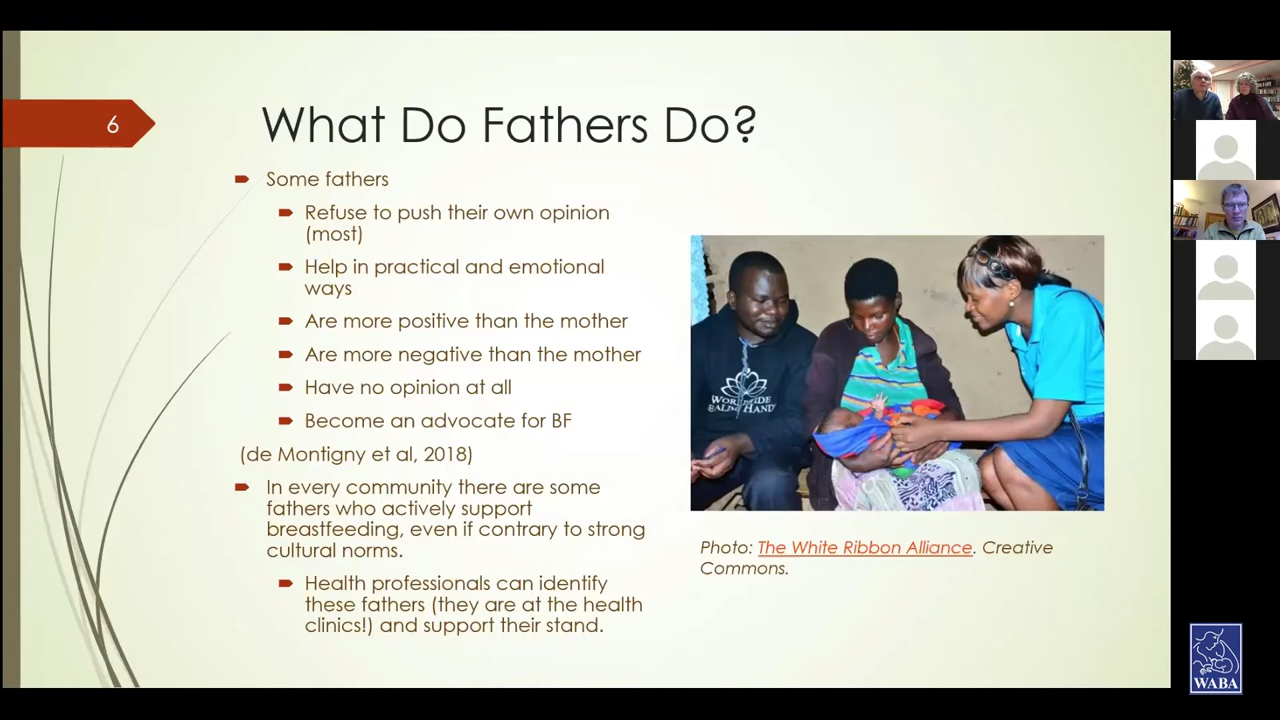 6
What Do Fathers Do?
Some fathers
Refuse to push their own opinion
(most)
Help in practical and emotional
ways
Are more positive than the mother
Are more negative than the mother
Have no opinion at all
Become an advocate for BF
(de Montigny et al, 2018)
In every community there are some
fathers who actively support
breastfeeding, even if contrary to strong
cultural norms.
Health professionals can identify
these fathers (they are at the health
clinics!) and support their stand.
Photo: The White Ribbon Alliance. Creative
Commons.
WABA